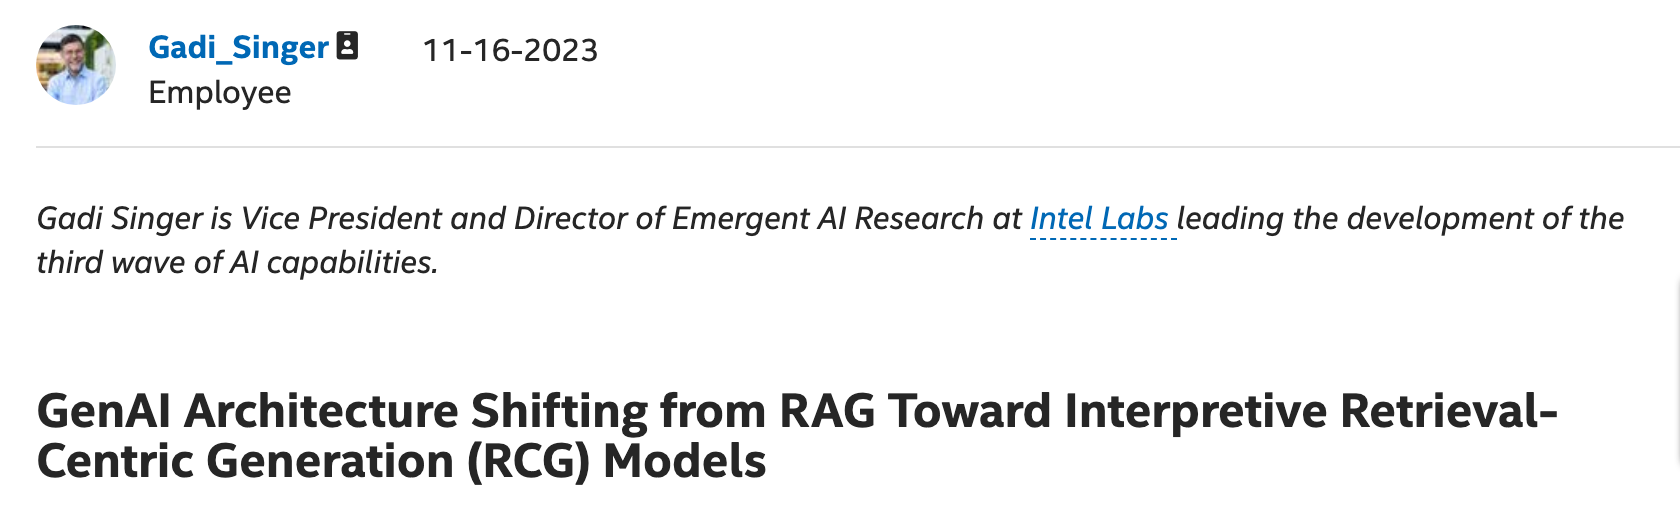 Gadi_Singer 11-16-2023
Employee
Gadi Singer is Vice President and Director of Emergent AI Research at Intel Labs leading the development of the
third wave of AI capabilities.
GenAI Architecture Shifting from RAG Toward Interpretive Retrieval-
Centric Generation (RCG) Models